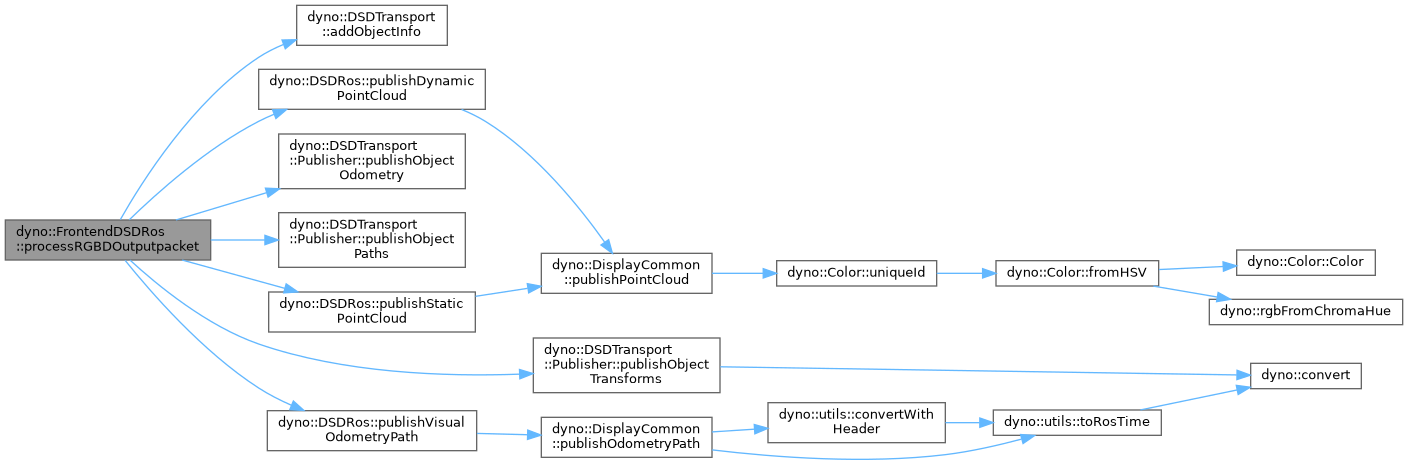 dyno::DSDTransport
::addObjectInfo
dyno::DSDRos::publishDynamic
PointCloud
dyno::DSDTransport
::Publisher::publishObject
Odometry
dyno::FrontendDSDRos
::processRGBDOutputpacket
dyno::DSDTransport
::Publisher::publishObject
Paths
dyno::DSDRos::publishStatic
PointCloud
dyno::DisplayCommon
::publishPointCloud
dyno::Color::uniqueId
dyno::Color::fromHSV
dyno::Color::Color
dyno::rgbFromChromaHue
dyno::DSDTransport
::Publisher::publishObject
Transforms
dyno::convert
dyno::DSDRos::publishVisual
OdometryPath
dyno::DisplayCommon
::publishOdometryPath
dyno::utils::convertWith
Header
dyno::utils::toRosTime